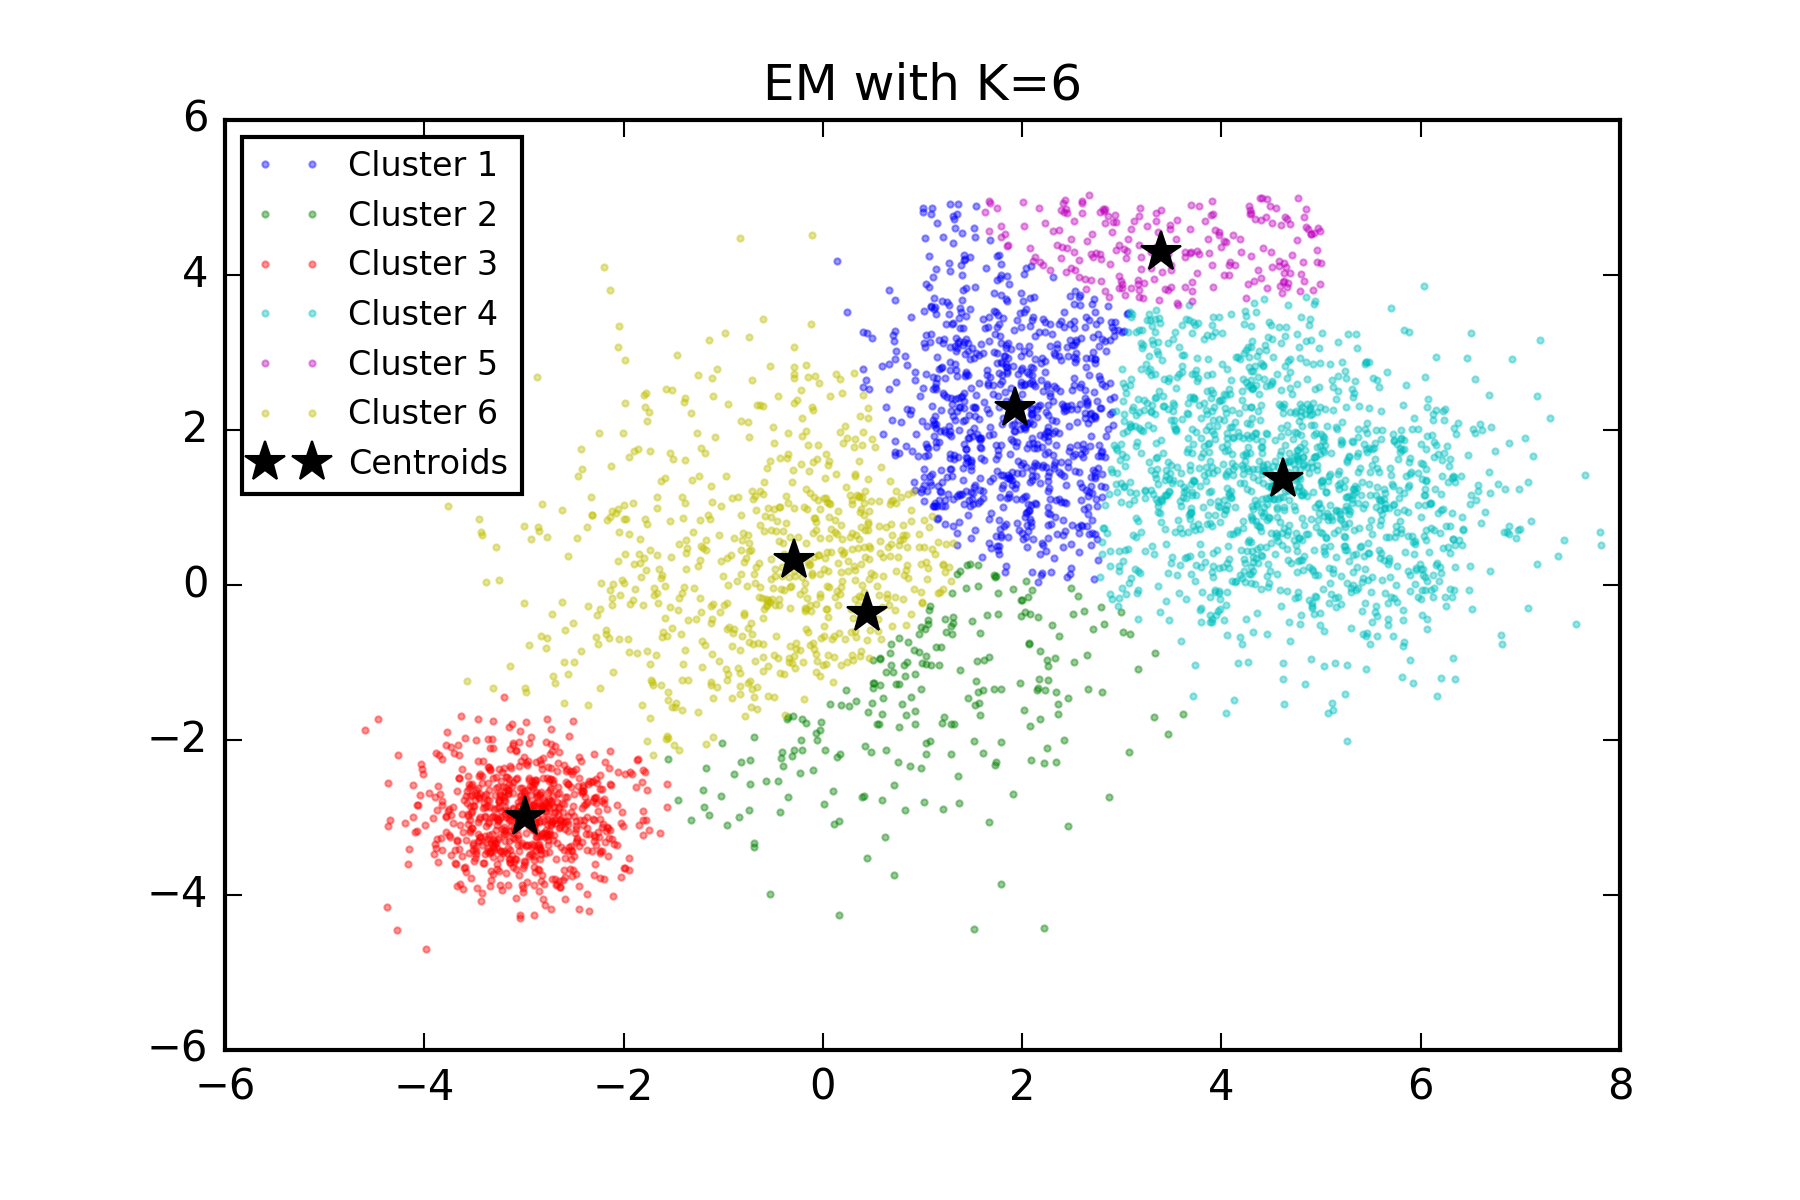 EM with K=6
6
4
2
0
−2
−4
−6
Cluster 1
Cluster 2
Cluster 3
Cluster 4
Cluster 5
Cluster 6
Centroids
−6 −4 −2 0 2 4 6 8